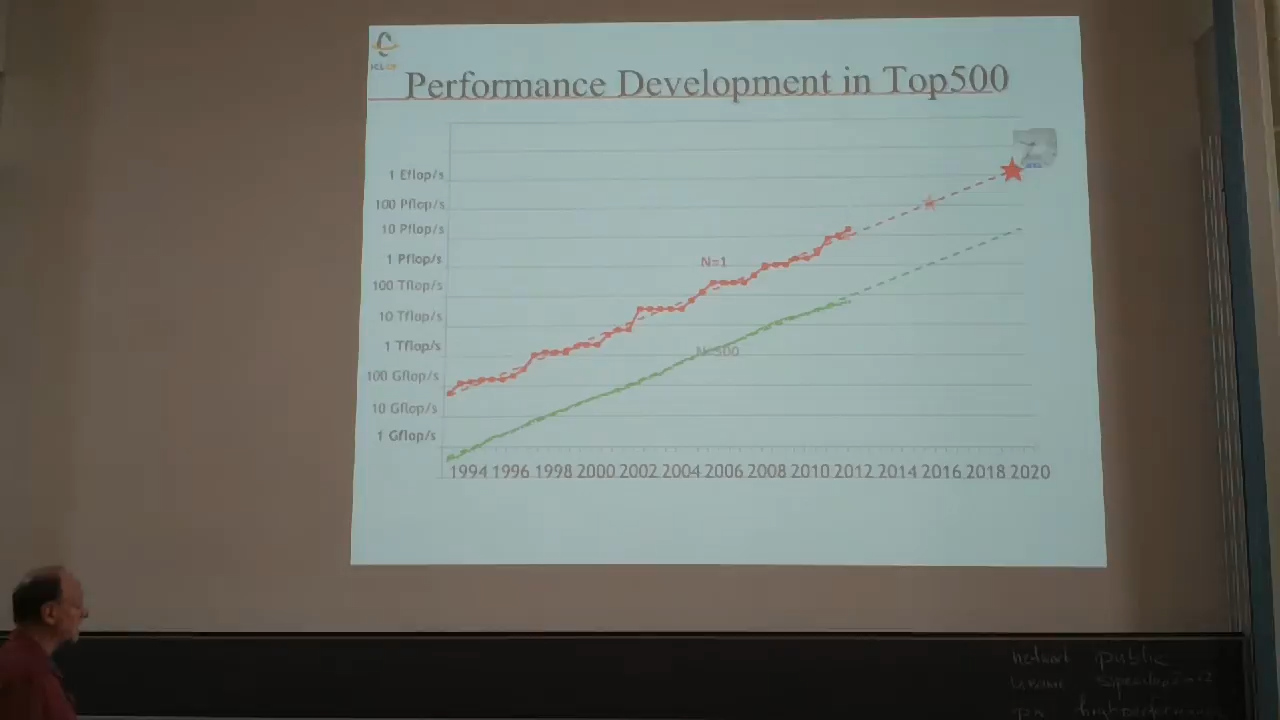 ICL
Performance Development in Top500
1 Eflop/s
100 Pflop/s
10 Pflop/s
1 Pflop/s
100 Tflop/s
10 Tflop/s
1 Tflop/s
100 Gflop/s
10 Gflop/s
1 Gflop/s
N=1
N=500
1994 1996 1998 2000 2002 2004 2006 2008 2010 2012 2014 2016 2018 2020
public